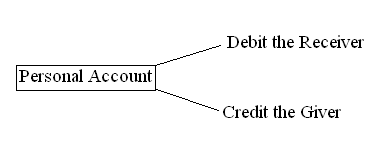 Debit the Receiver
Personal Account
Credit the Giver